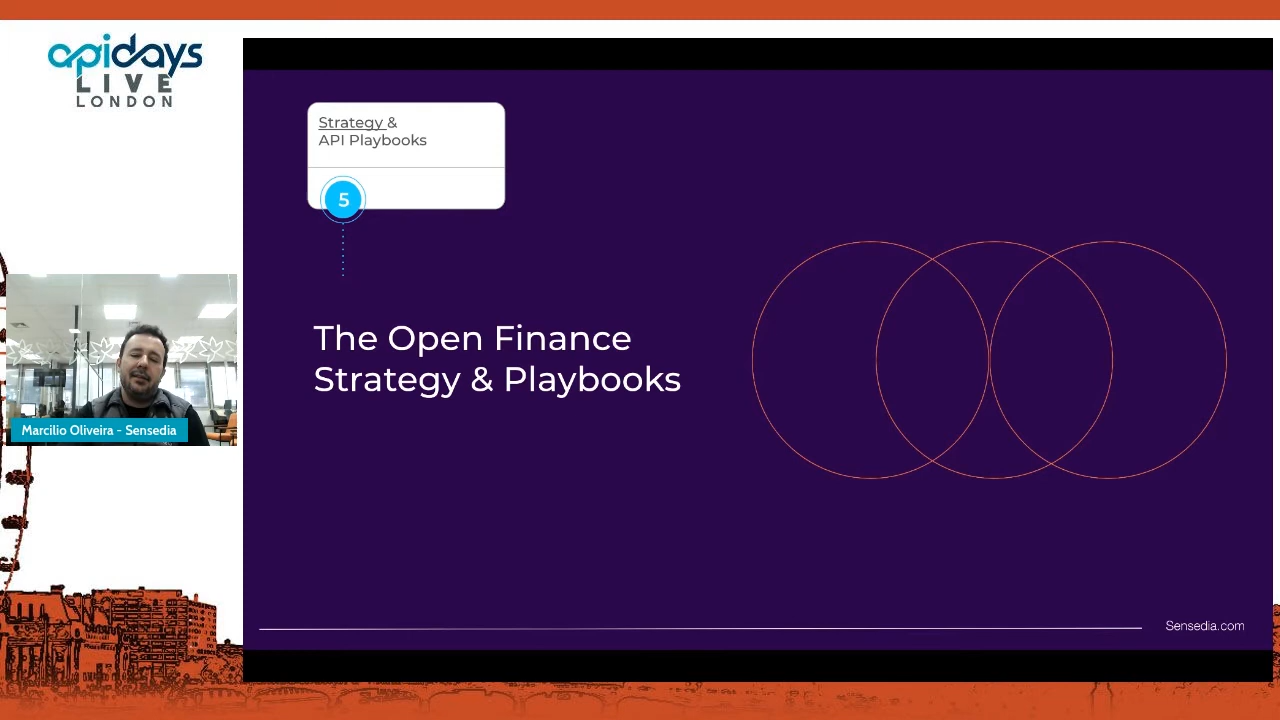 apidays
LIVE
LONDON
Strategy &
API Playbooks
5
The Open Finance
Strategy & Playbooks
Marcilio Oliveira - Sensedia
Sensedia.com